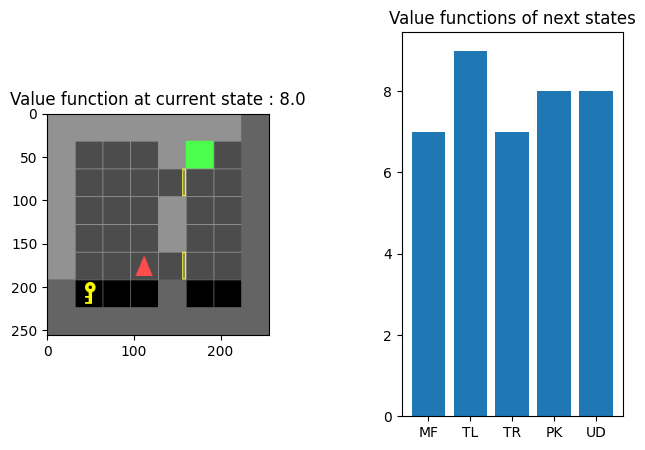 Value function at current state : 8.0
0
50
100
150
200
250
0
100
200
Value functions of next states
8
6
4
2
0
MF
TL
TR
PK
UD